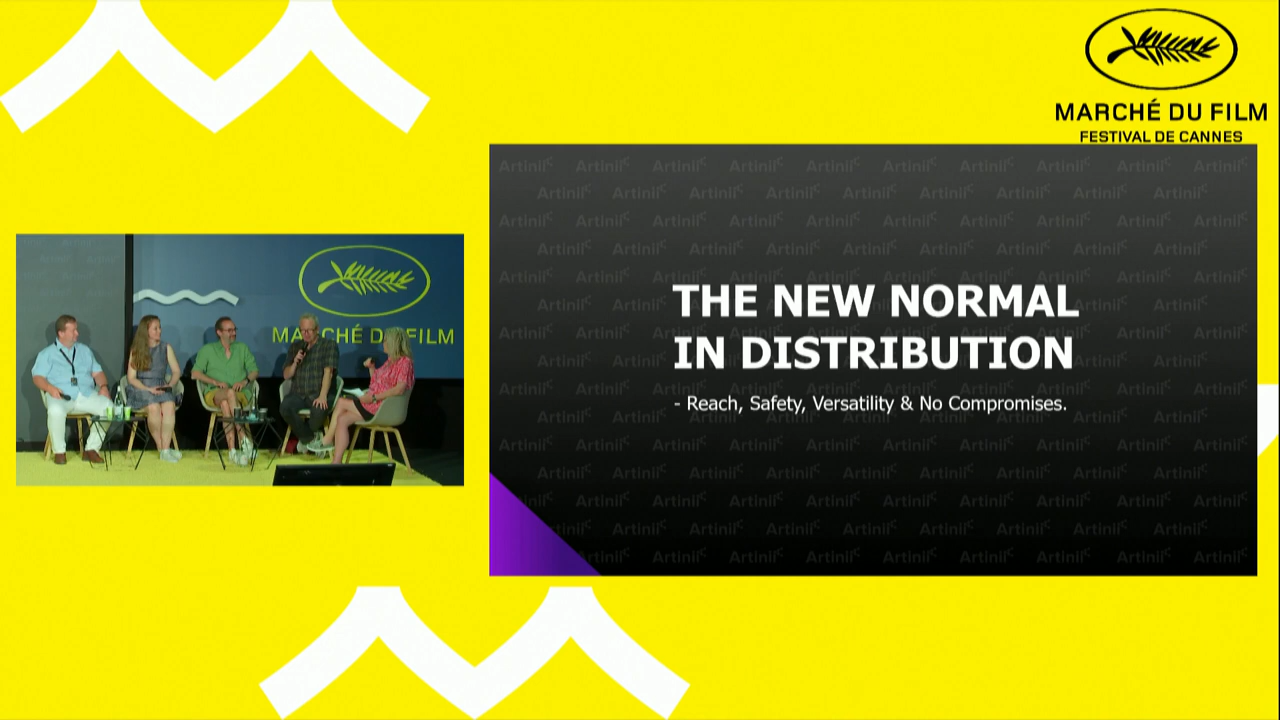 MARCHÉ DU FILM
FESTIVAL DE CANNES
MARCHÉ DU FILM
THE NEW NORMAL
IN DISTRIBUTION
- Reach, Safety, Versatility & No Compromises.
Artinii